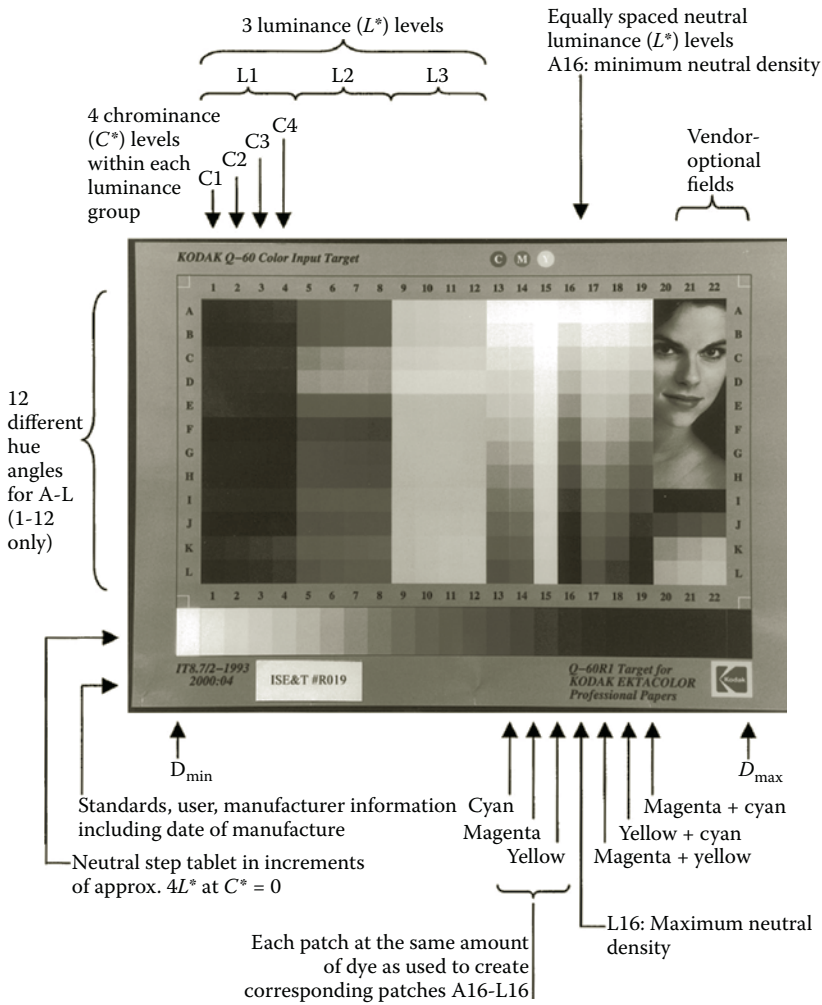 3 luminance (L*) levels
L1 L2 L3
Equally spaced neutral
luminance (L*) levels
A16: minimum neutral density
4 chrominance
(C*) levels
within each
luminance
group
C1 C2 C3 C4
Vendor-
optional
fields
KODAK Q–60 Color Input Target
C M Y
1 2 3 4 5 6 7 8 9 10 11 12 13 14 15 16 17 18 19 20 21 22
A A
B B
C C
D D
E E
F F
G G
H H
I I
J J
K K
L L
1 2 3 4 5 6 7 8 9 10 11 12 13 14 15 16 17 18 19 20 21 22
12
different
hue
angles
for A-L
(1-12
only)
IT8.7/2–1993
2000:04
ISE&T #R019
Q–60R1 Target for
KODAK EKTACOLOR
Professional Papers
Kodak
Dmin
Dmax
Standards, user, manufacturer information
including date of manufacture
Neutral step tablet in increments
of approx. 4L* at C* = 0
Cyan
Magenta
Yellow
Magenta + cyan
Yellow + cyan
Magenta + yellow
L16: Maximum neutral
density
Each patch at the same amount
of dye as used to create
corresponding patches A16-L16